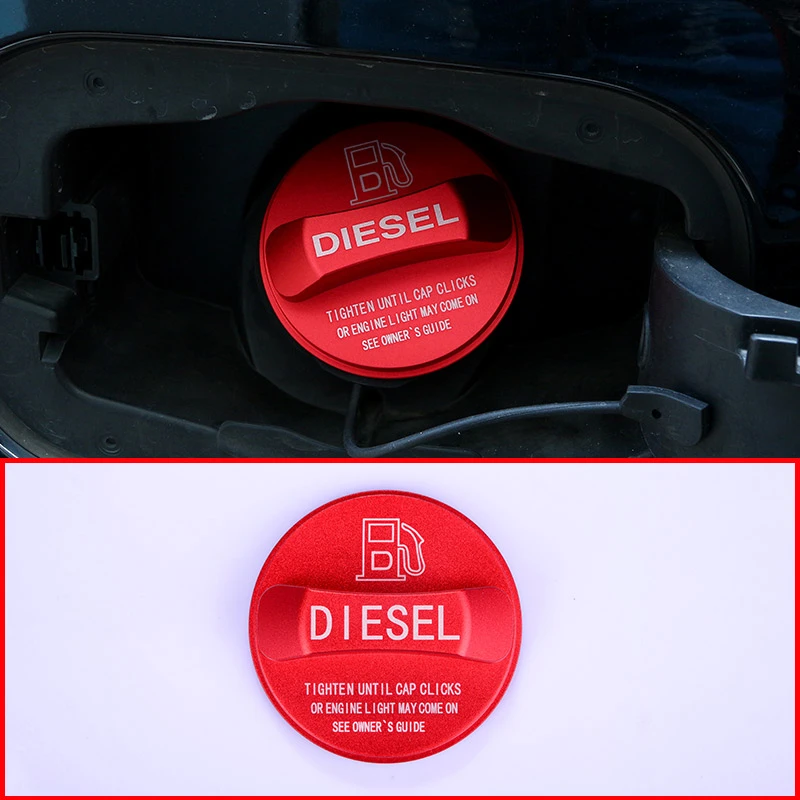 D
DIESEL
TIGHTEN UNTIL CAP CLICKS
OR ENGINE LIGHT MAY COME ON
SEE OWNER`S GUIDE
D
DIESEL
TIGHTEN UNTIL CAP CLICKS
OR ENGINE LIGHT MAY COME ON
SEE OWNER`S GUIDE